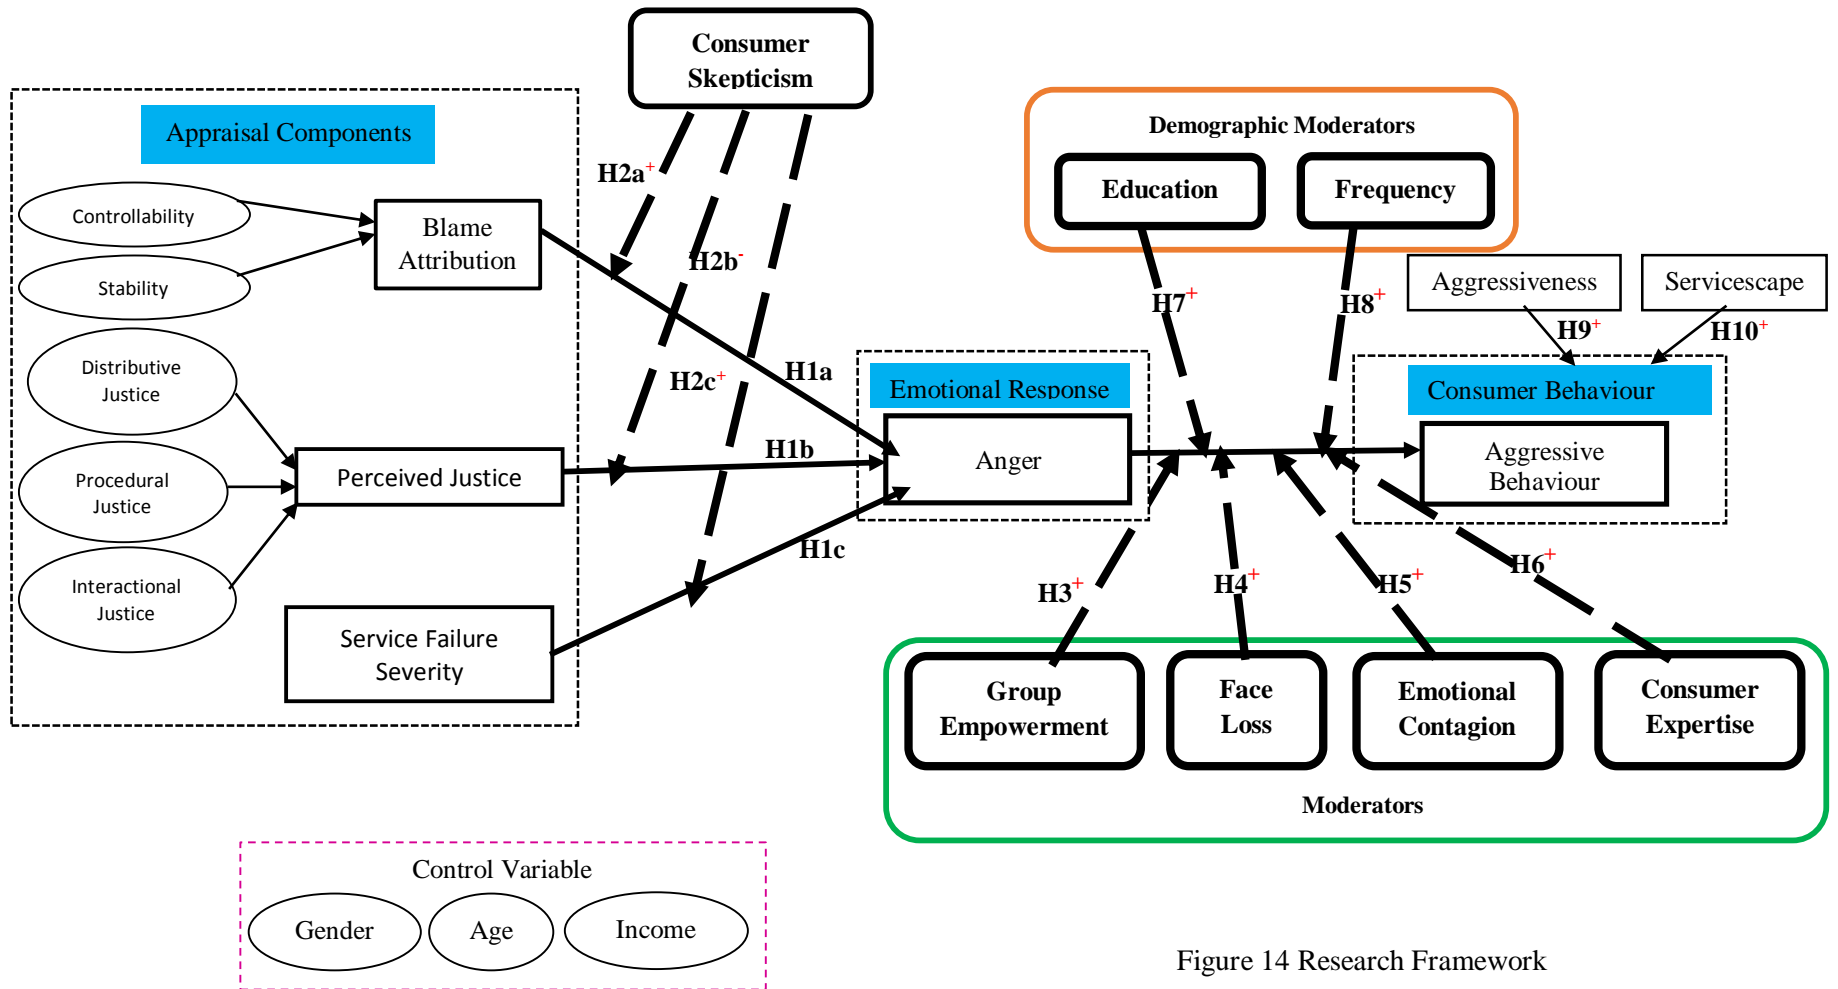 Consumer
Skepticism
Appraisal Components
Controllability
Stability
Blame
Attribution
Distributive
Justice
Procedural
Justice
Interactional
Justice
Perceived Justice
Service Failure
Severity
H2a+
H2b-
H2c+
H1a
H1b
H1c
Emotional Response
Anger
Demographic Moderators
Education
Frequency
H7+
H8+
Aggressiveness
Servicescape
H9+
H10+
Consumer Behaviour
Aggressive
Behaviour
H3+
H4+
H5+
H6+
Group
Empowerment
Face
Loss
Emotional
Contagion
Consumer
Expertise
Moderators
Control Variable
Gender
Age
Income
Figure 14 Research Framework